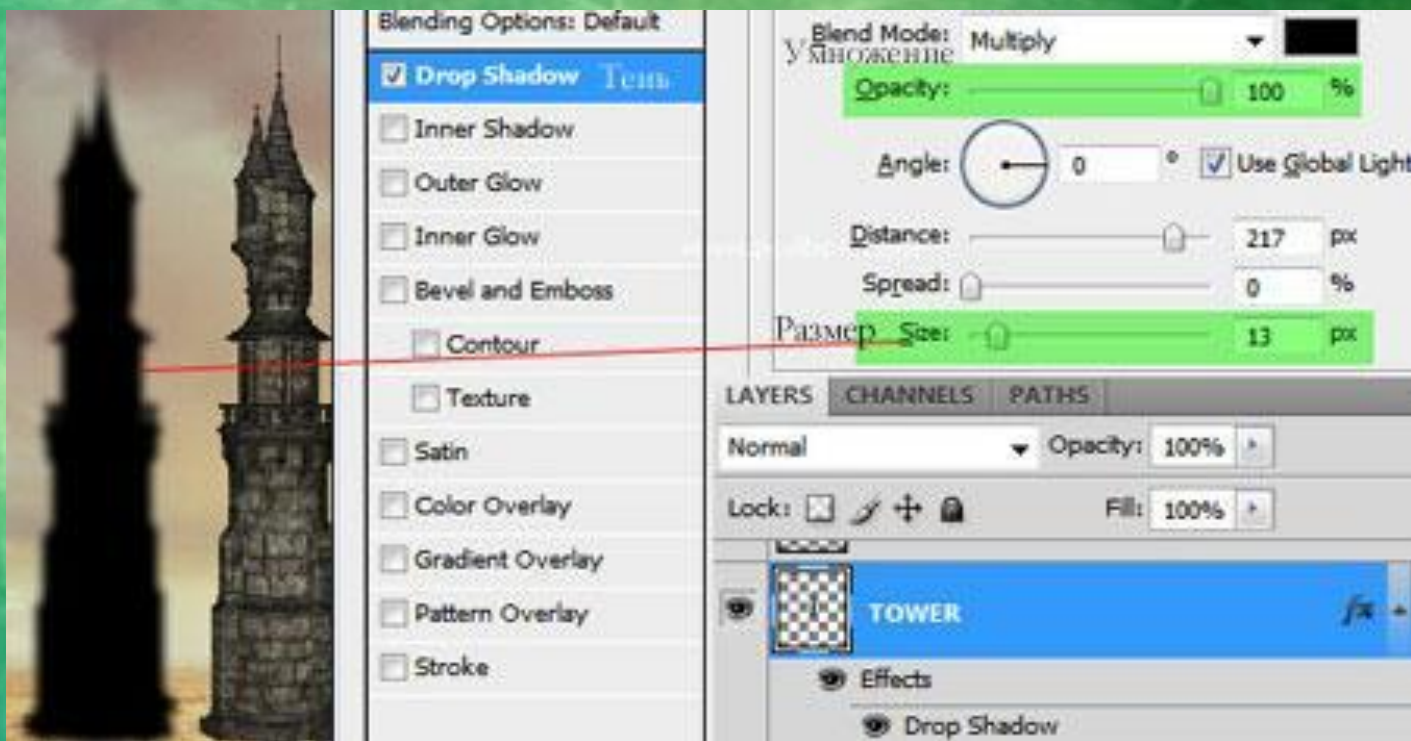 Blending Options: Default
Drop Shadow Тень
Inner Shadow
Outer Glow
Inner Glow
Bevel and Emboss
Contour
Texture
Satin
Color Overlay
Gradient Overlay
Pattern Overlay
Stroke
Blend Mode: Multiply
Умножение
Opacity: 100 %
Angle: 0 ° Use Global Light
Distance: 217 px
Spread: 0 %
Размер Size: 13 px
LAYERS CHANNELS PATHS
Normal Opacity: 100%
Lock: Fill: 100%
TOWER fx
Effects
Drop Shadow